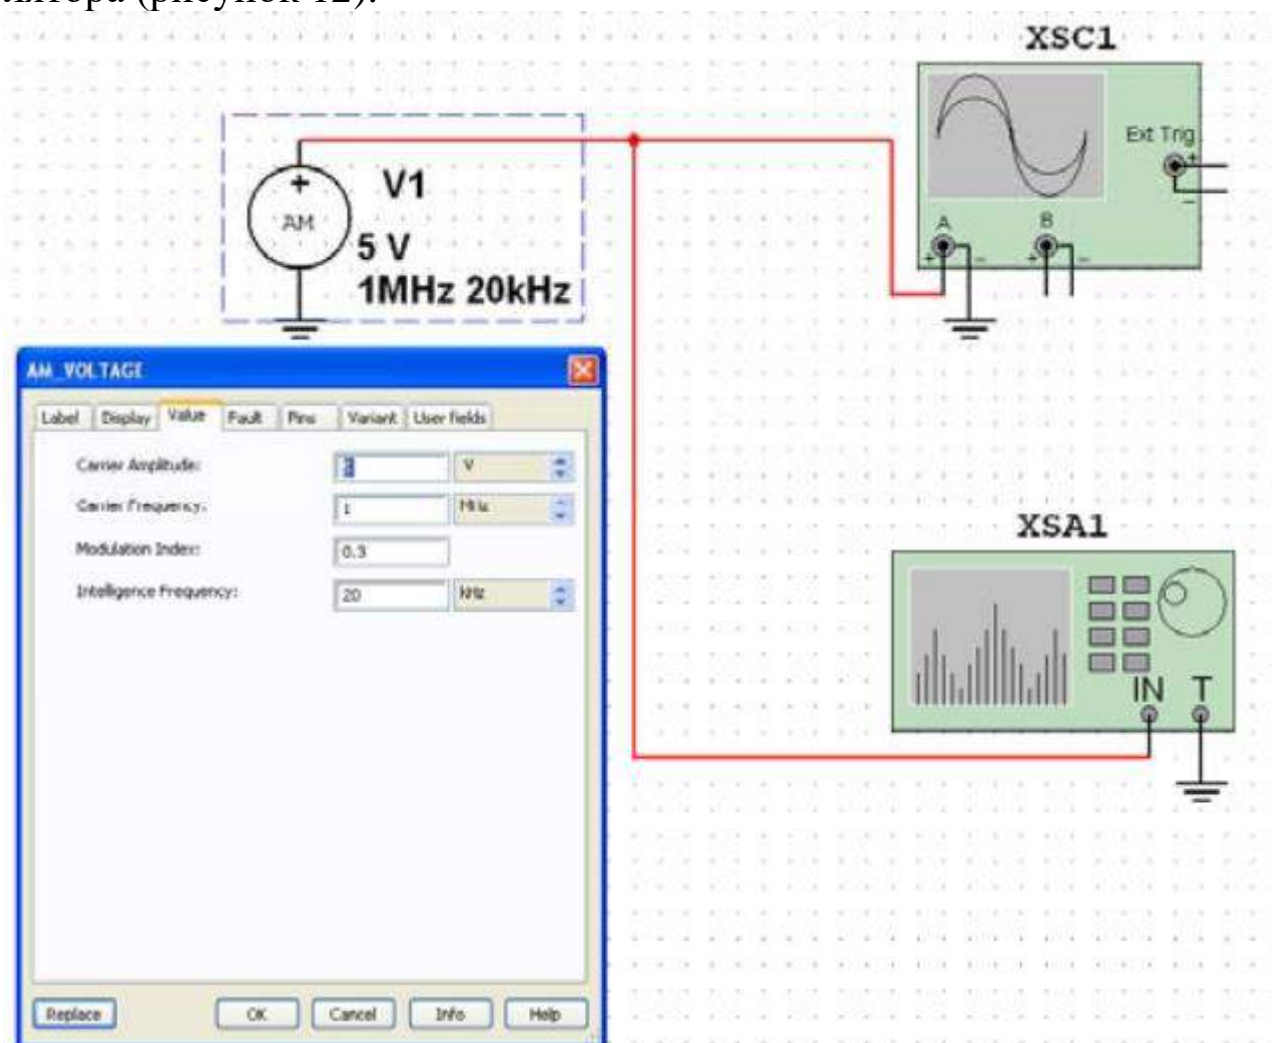 (рисунок 12).
XSC1
Ext Trig
+
-
A
B
+ - + -
V1
+
AM
5 V
1MHz 20kHz
AM_VOLTAGE
Label Display Value Fault Pins Variant User fields
Carrier Amplitude: V
Carrier Frequency: 1 MHz
Modulation Index: 0.3
Intelligence Frequency: 20 kHz
Replace OK Cancel Info Help
XSA1
IN T